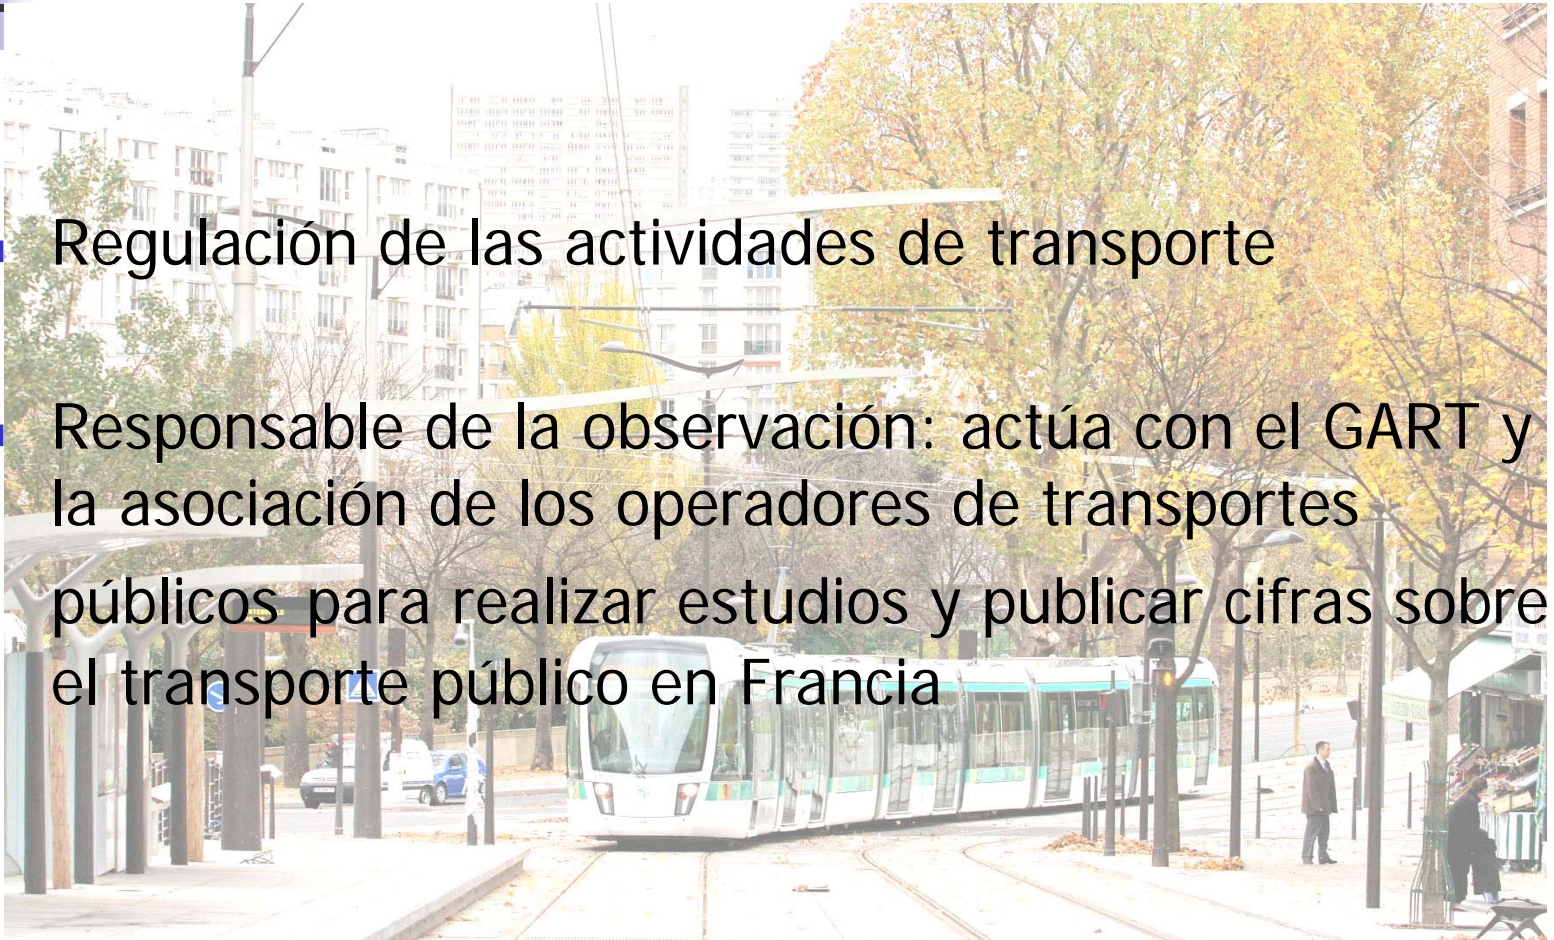 Regulación de las actividades de transporte
Responsable de la observación: actúa con el GART y
la asociación de los operadores de transportes
públicos para realizar estudios y publicar cifras sobre
el transporte público en Francia